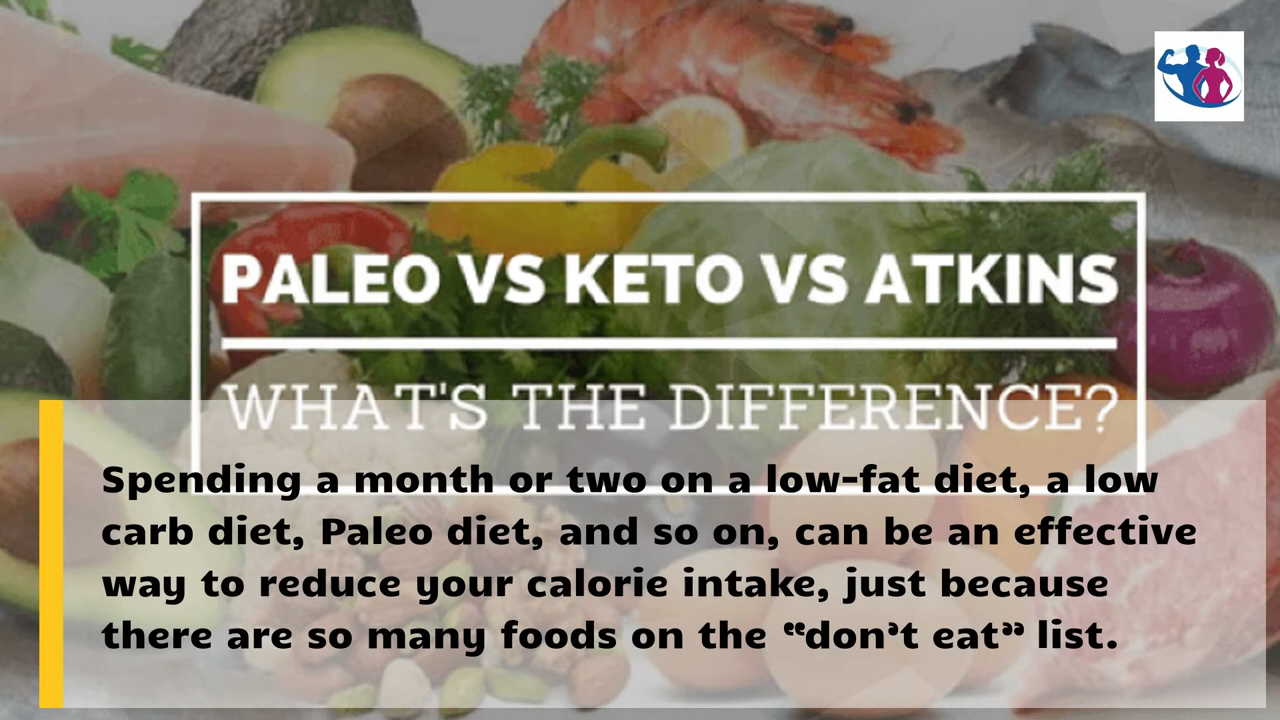 PALEO VS KETO VS ATKINS
WHAT'S THE DIFFERENCE?
Spending a month or two on a low-fat diet, a low
carb diet, Paleo diet, and so on, can be an effective
way to reduce your calorie intake, just because
there are so many foods on the “don’t eat” list.